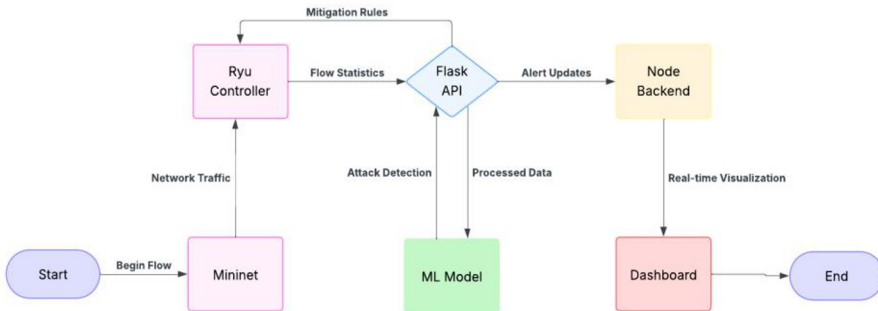 Mitigation Rules
Ryu
Controller
Flow Statistics
Flask
API
Alert Updates
Node
Backend
Network Traffic
Attack Detection
Processed Data
Real-time Visualization
Start
Begin Flow
Mininet
ML Model
Dashboard
End